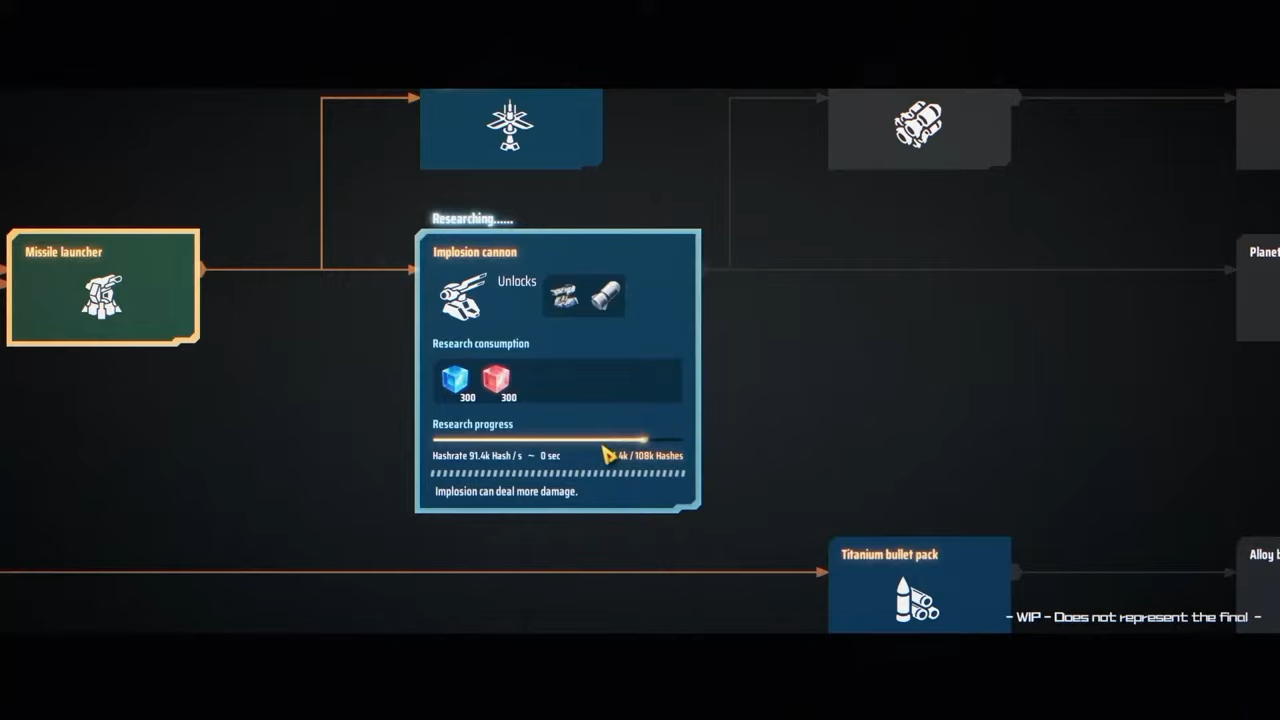 Researching......
Missile launcher
Implosion cannon
Unlocks
Research consumption
300 300
Research progress
Hashrate 91.4k Hash / s ~ 0 sec
4k / 108k Hashes
Implosion can deal more damage.
Planet
Titanium bullet pack
Alloy b
- WIP - Does not represent the final -